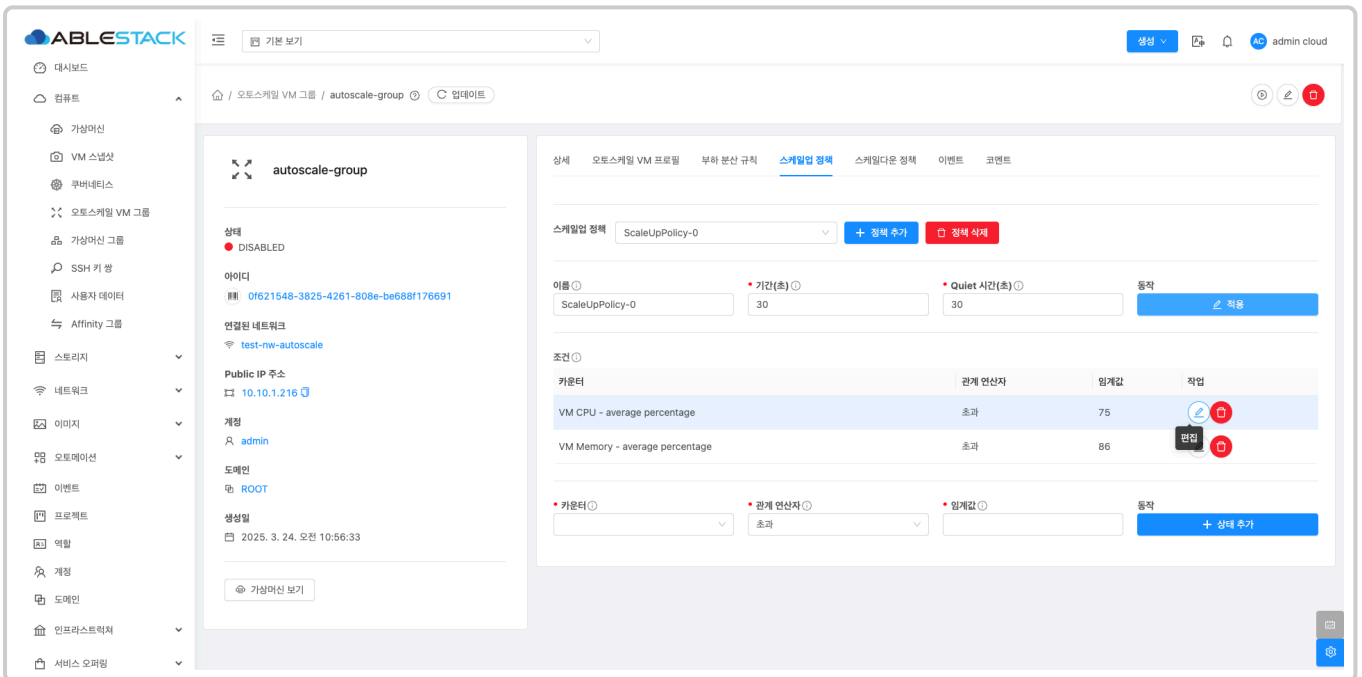 ABLESTACK
기본 보기
생성
AC admin cloud
대시보드
컴퓨트
가상머신
VM 스냅샷
쿠버네티스
오토스케일 VM 그룹
가상머신 그룹
SSH 키 쌍
사용자 데이터
Affinity 그룹
스토리지
네트워크
이미지
오토메이션
이벤트
프로젝트
역할
계정
도메인
인프라스트럭쳐
서비스 오퍼링
/ 오토스케일 VM 그룹 / autoscale-group 업데이트
autoscale-group
상태
DISABLED
아이디
0f621548-3825-4261-808e-be688f176691
연결된 네트워크
test-nw-autoscale
Public IP 주소
10.10.1.216
계정
admin
도메인
ROOT
생성일
2025. 3. 24. 오전 10:56:33
가상머신 보기
상세 오토스케일 VM 프로필 부하 분산 규칙 스케일업 정책 스케일다운 정책 이벤트 코멘트
스케일업 정책 ScaleUpPolicy-0 + 정책 추가 정책 삭제
이름 * 기간(초) * Quiet 시간(초) 동작
ScaleUpPolicy-0 30 30 적용
조건
카운터 관계 연산자 임계값 작업
VM CPU - average percentage 초과 75
편집
VM Memory - average percentage 초과 86
* 카운터 * 관계 연산자 * 임계값 동작
초과 + 상태 추가